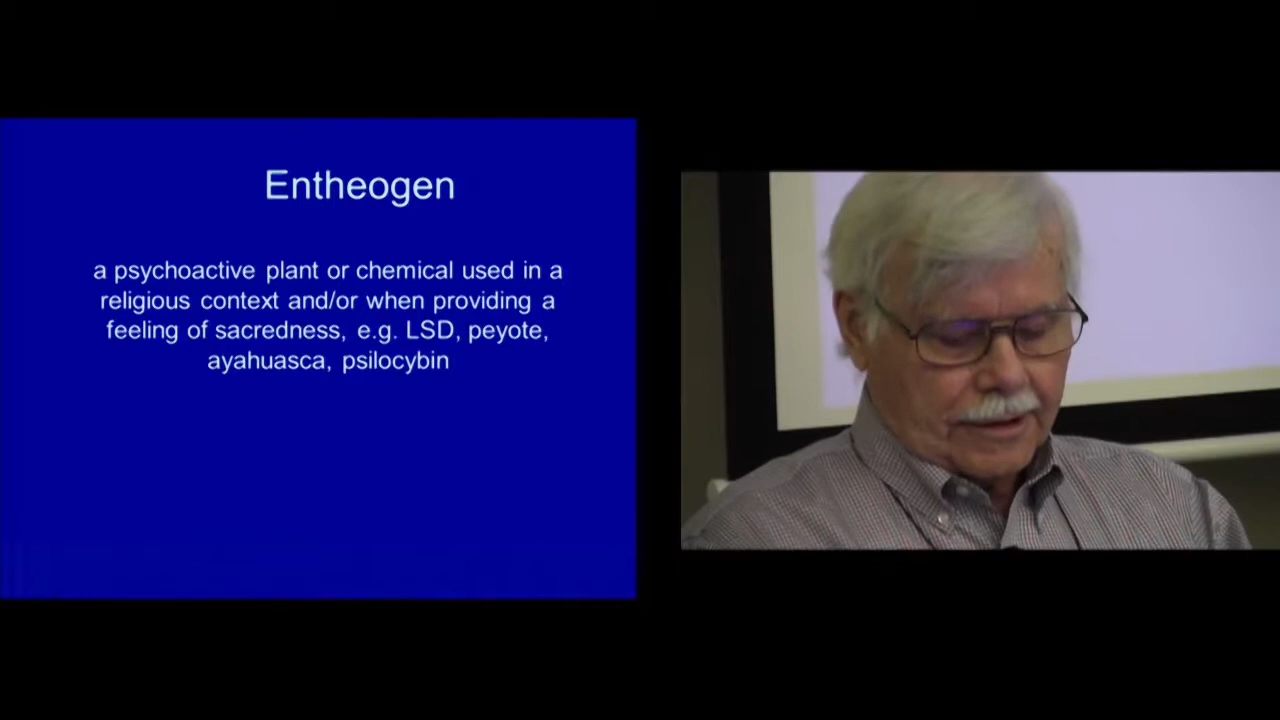 Entheogen
a psychoactive plant or chemical used in a
religious context and/or when providing a
feeling of sacredness, e.g. LSD, peyote,
ayahuasca, psilocybin